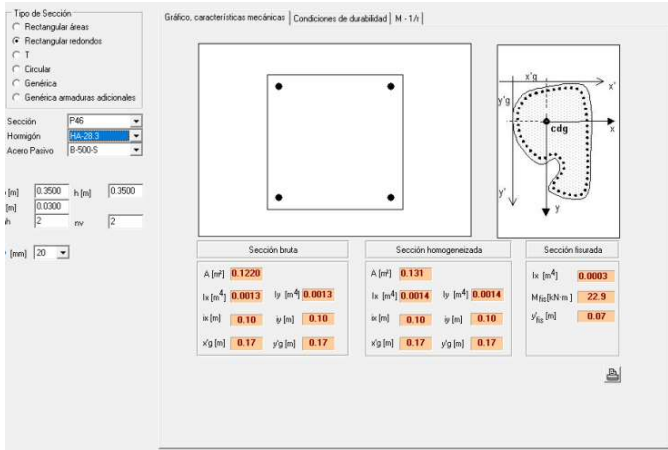 Tipo de Sección
Rectangular áreas
Rectangular redondos
T
Circular
Genérica
Genérica armaduras adicionales
Sección P46
Hormigón HA-28.3
Acero Pasivo B-500-S
[m] 0.3500 h [m] 0.3500
[m] 0.0300
2 nv 2
[mm] 20
Gráfico, características mecánicas Condiciones de durabilidad M - 1/r
x'g
x'
y'g
cdg
x
y'
y
Sección bruta
A [m²] 0.1220
Ix [m4] 0.0013 Iy [m4] 0.0013
ix [m] 0.10 iy [m] 0.10
x'g [m] 0.17 y'g [m] 0.17
Sección homogeneizada
A [m²] 0.131
Ix [m4] 0.0014 Iy [m4] 0.0014
ix [m] 0.10 iy [m] 0.10
x'g [m] 0.17 y'g [m] 0.17
Sección fisurada
Ix [m4] 0.0003
Mfis[kN·m] 22.9
y'fis [m] 0.07